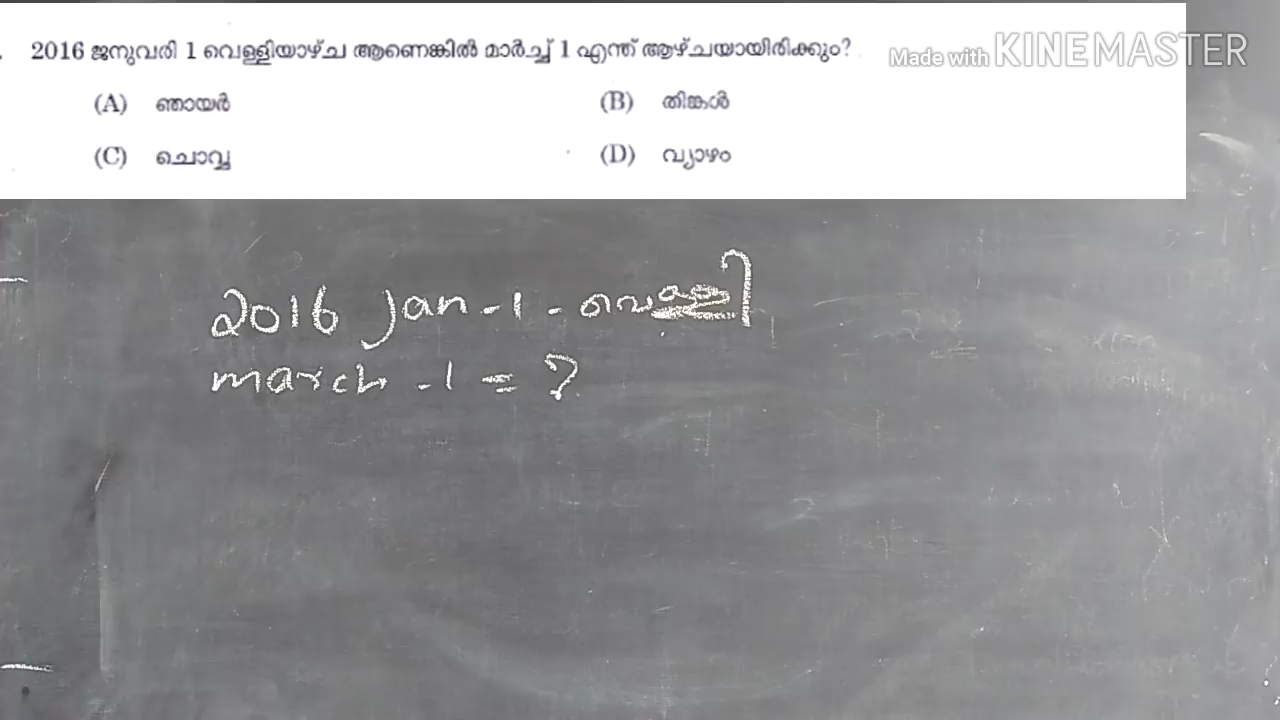 2016 ജനുവരി 1 വെള്ളിയാഴ്ച ആണെങ്കിൽ മാർച്ച് 1 എന്ത് ആഴ്ചയായിരിക്കും?
Made with KINEMASTER
(A) ഞായർ
(B) തിങ്കൾ
(C) ചൊവ്വ
(D) വ്യാഴം
2016 Jan - 1 - വെള്ളി
march - 1 = ?